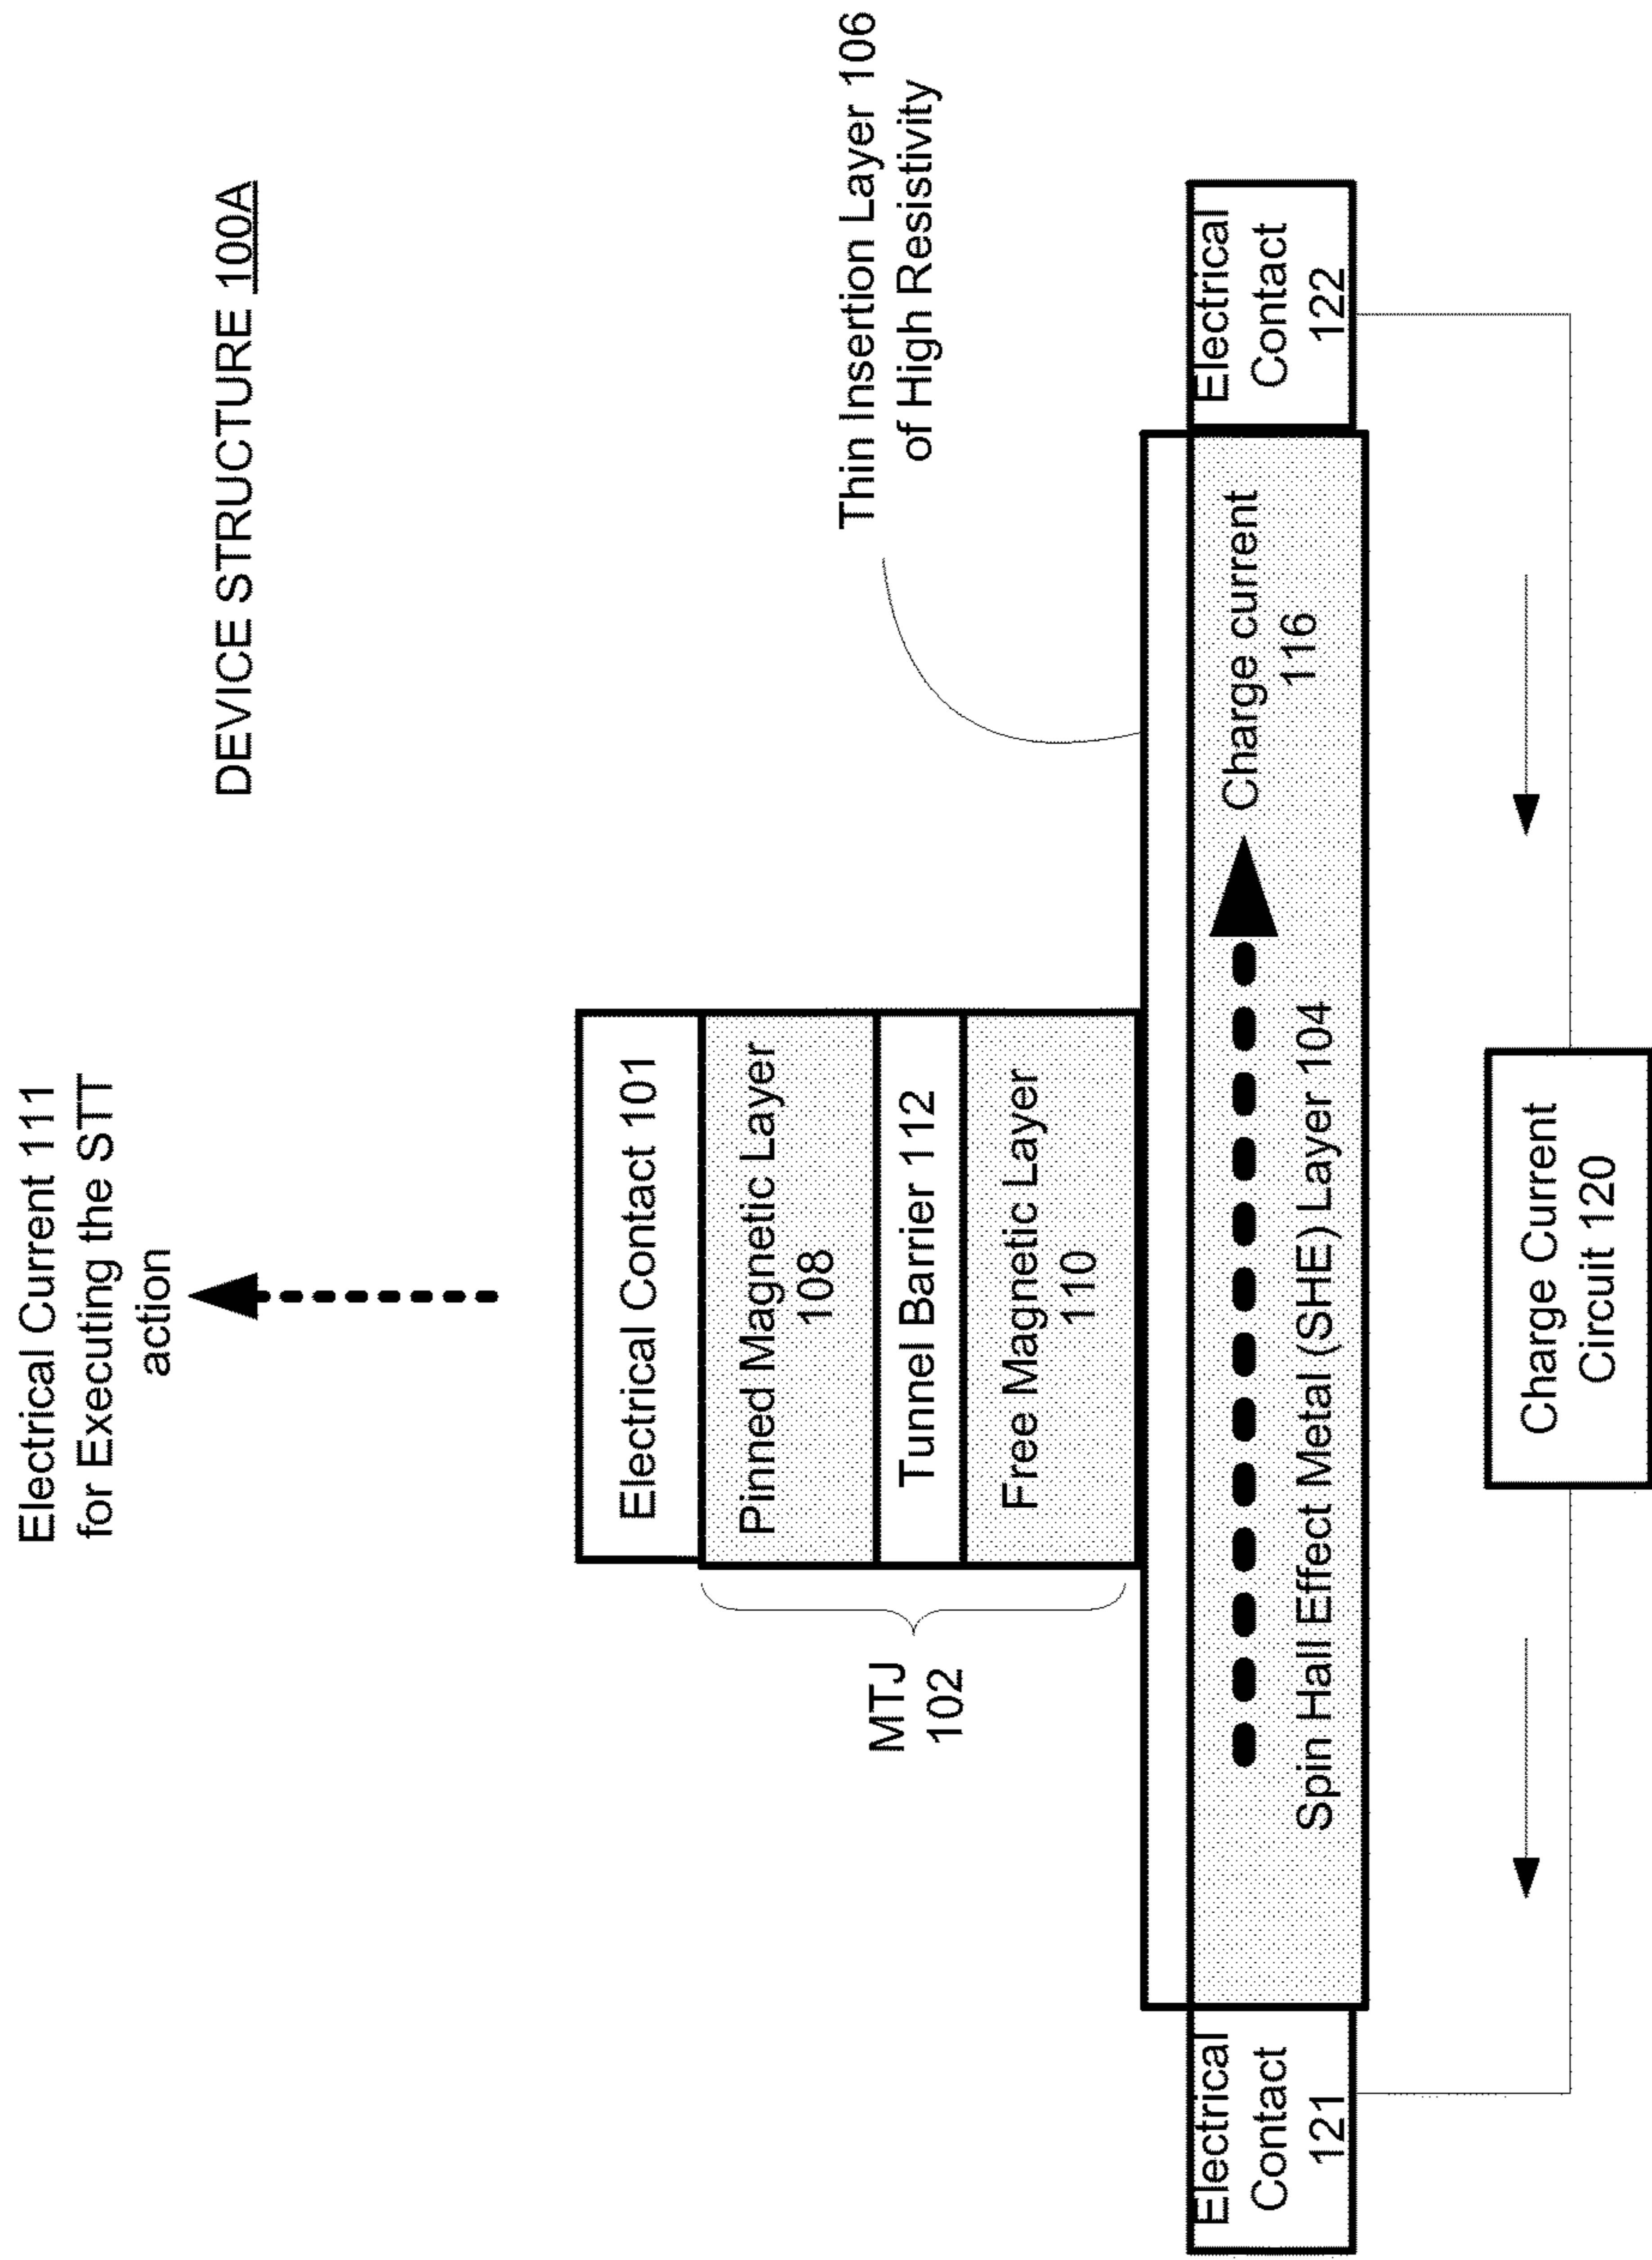 Electrical Current 111
for Executing the STT
action
DEVICE STRUCTURE 100A
Electrical Contact 101
Pinned Magnetic Layer
108
Tunnel Barrier 112
Free Magnetic Layer
110
MTJ
102
Thin Insertion Layer 106
of High Resistivity
Electrical
Contact
121
Charge current
116
Spin Hall Effect Metal (SHE) Layer 104
Electrical
Contact
122
Charge Current
Circuit 120